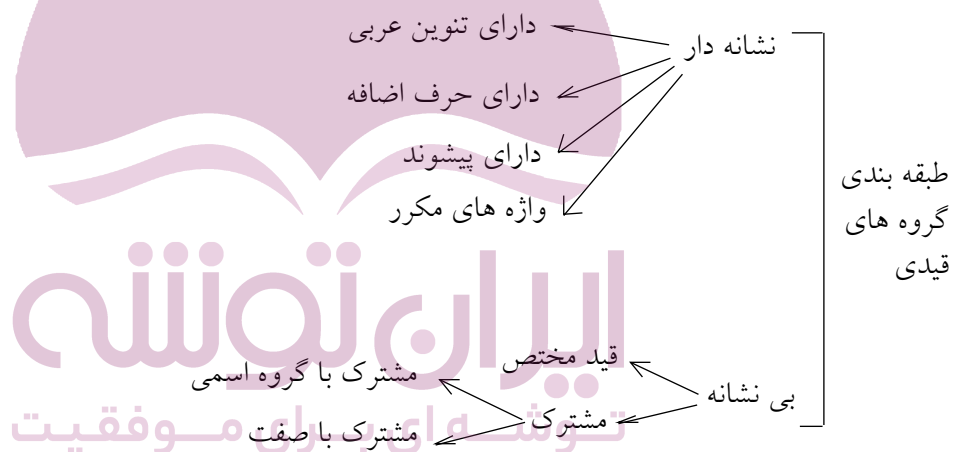 طبقه بندی
گروه های
قیدی
نشانه دار
دارای تنوین عربی
دارای حرف اضافه
دارای پیشوند
واژه های مکرر
بی نشانه
قید مختص
مشترک
مشترک با گروه اسمی
مشترک با صفت
ایران توشه
توشه ای برای موفقیت